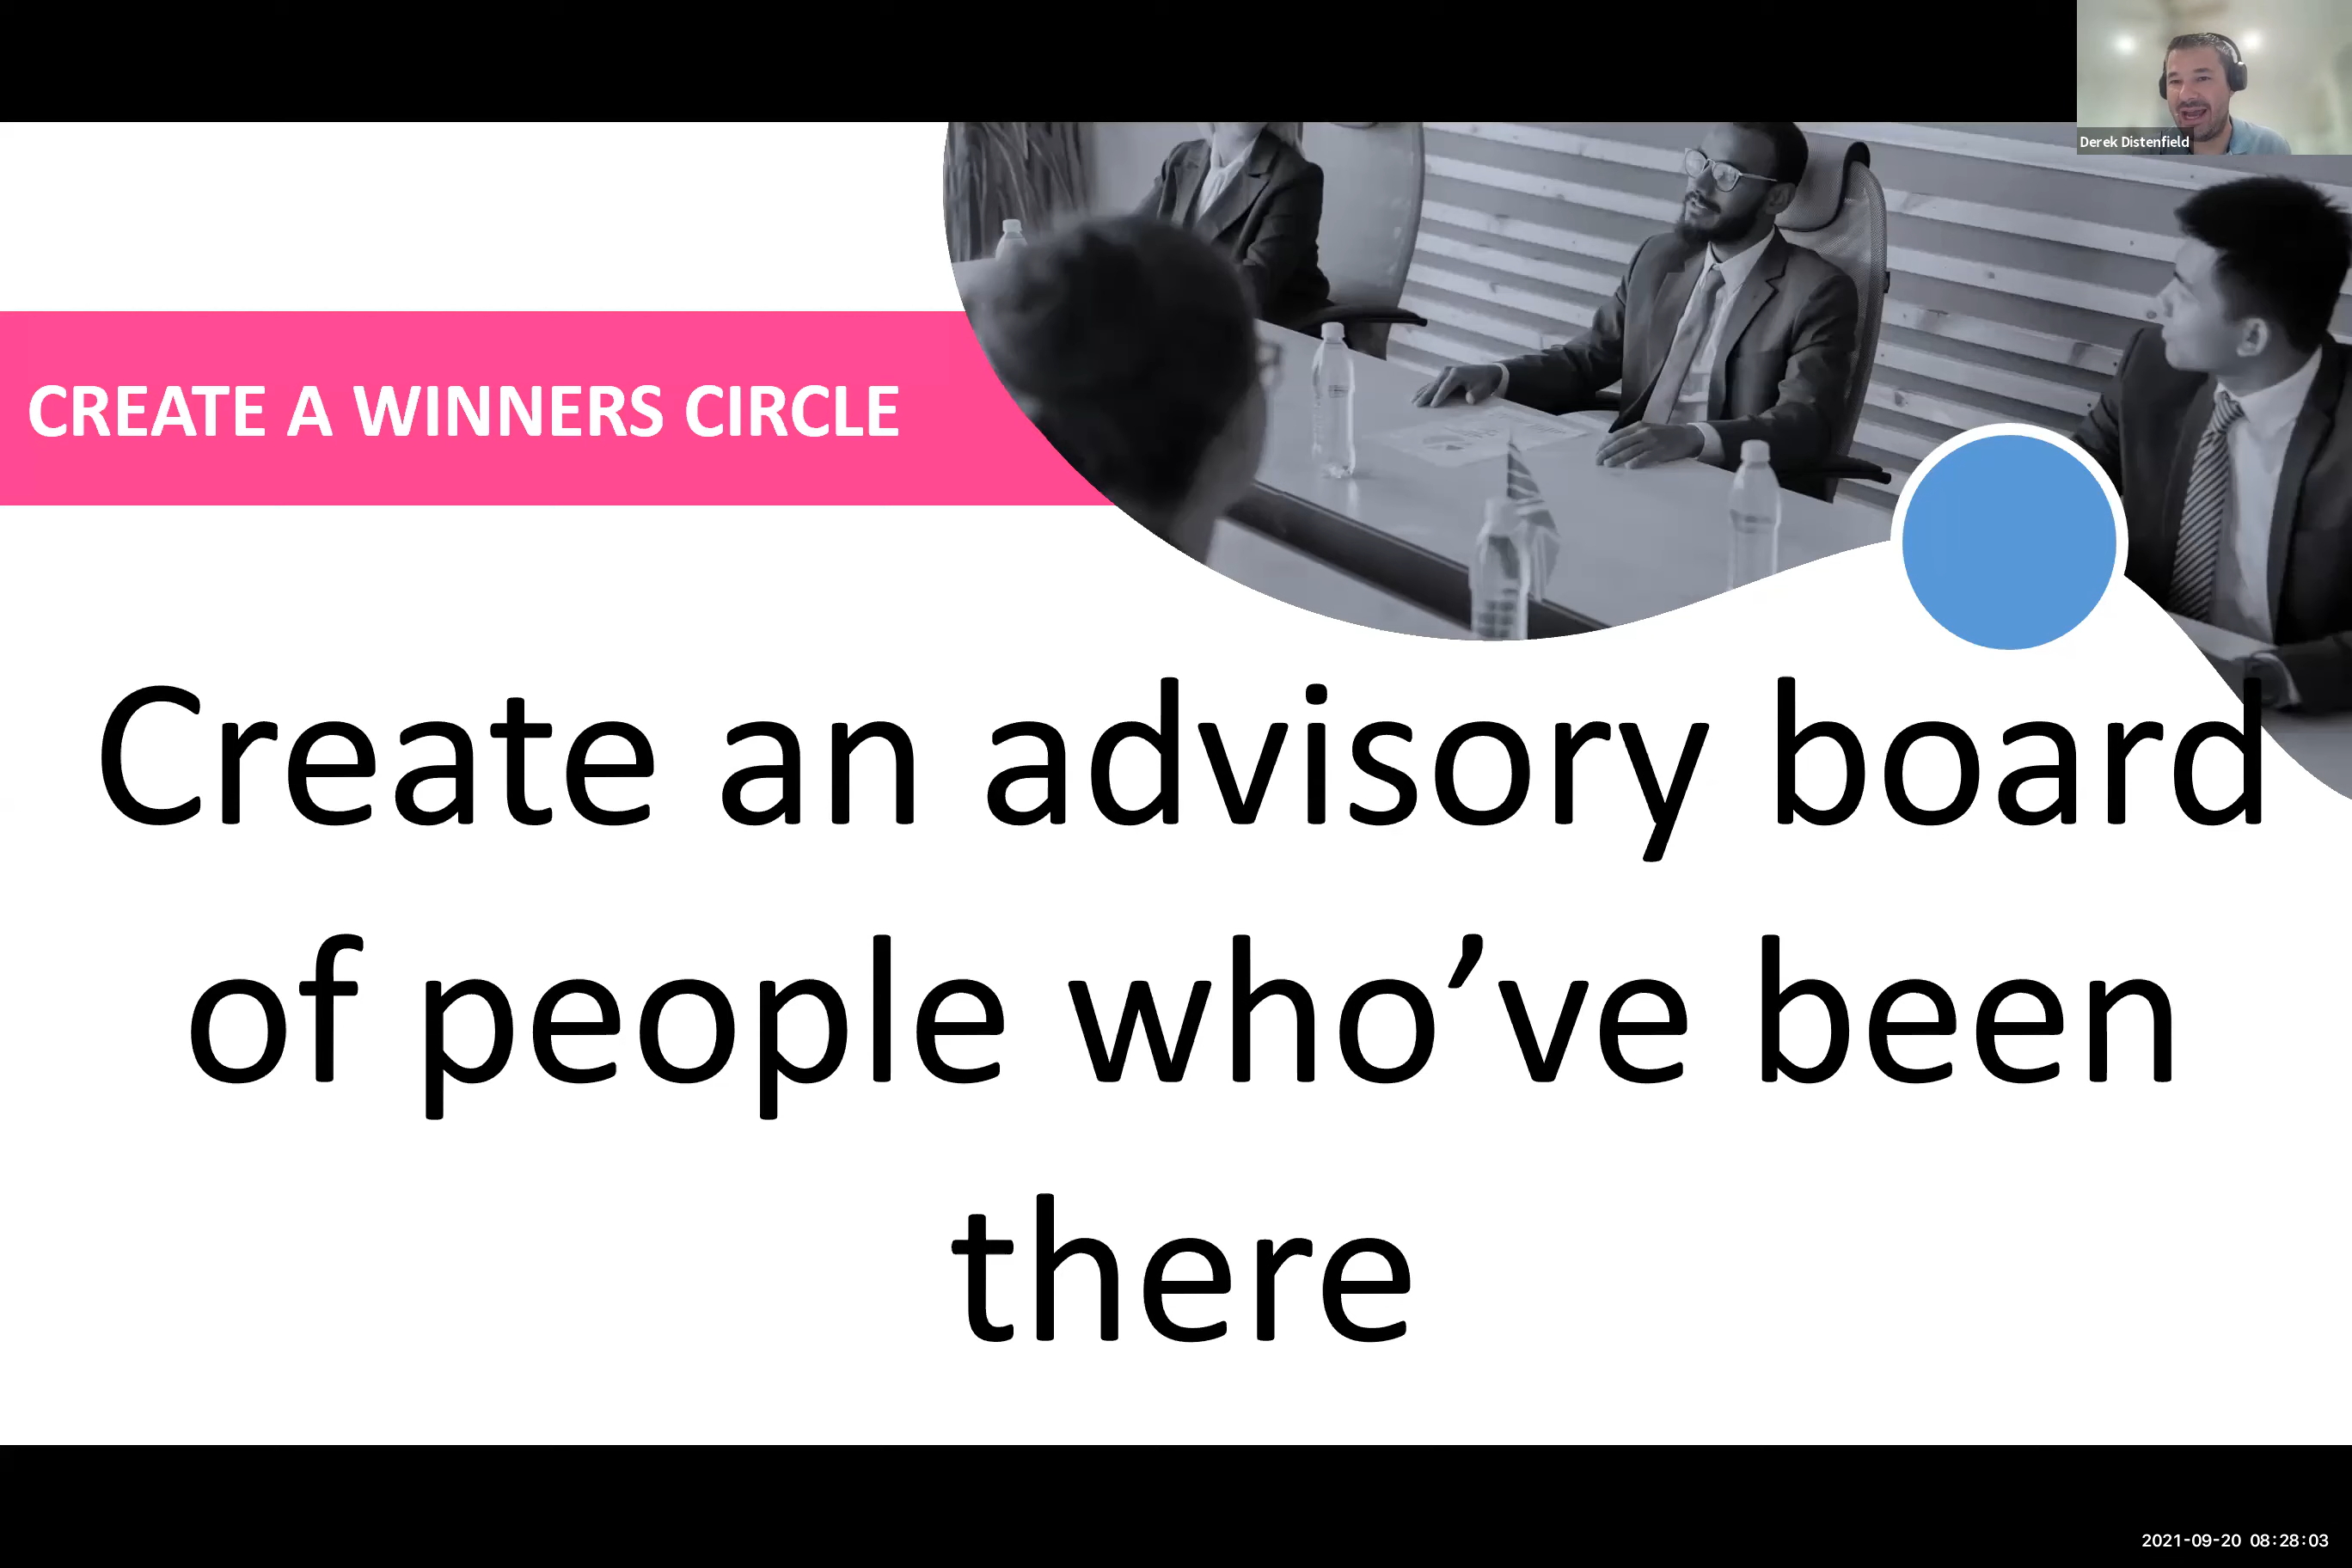 Derek Distenfield
CREATE A WINNERS CIRCLE
Create an advisory board
of people who’ve been
there
2021-09-20 08:28:03